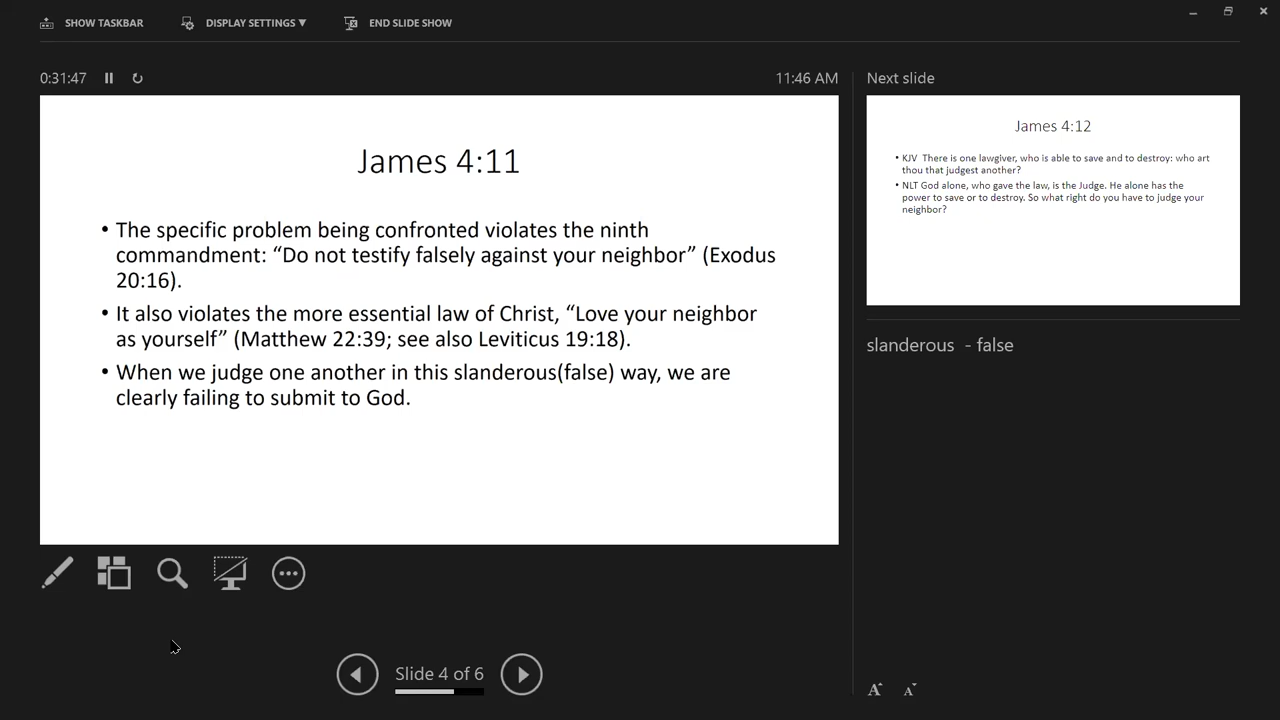 SHOW TASKBAR
DISPLAY SETTINGS ▼
END SLIDE SHOW
0:31:47
11:46 AM
James 4:11
• The specific problem being confronted violates the ninth
commandment: “Do not testify falsely against your neighbor” (Exodus
20:16).
• It also violates the more essential law of Christ, “Love your neighbor
as yourself” (Matthew 22:39; see also Leviticus 19:18).
• When we judge one another in this slanderous(false) way, we are
clearly failing to submit to God.
Slide 4 of 6
Next slide
James 4:12
• KJV There is one lawgiver, who is able to save and to destroy: who art
thou that judgest another?
• NLT God alone, who gave the law, is the Judge. He alone has the
power to save or to destroy. So what right do you have to judge your
neighbor?
slanderous - false
A A